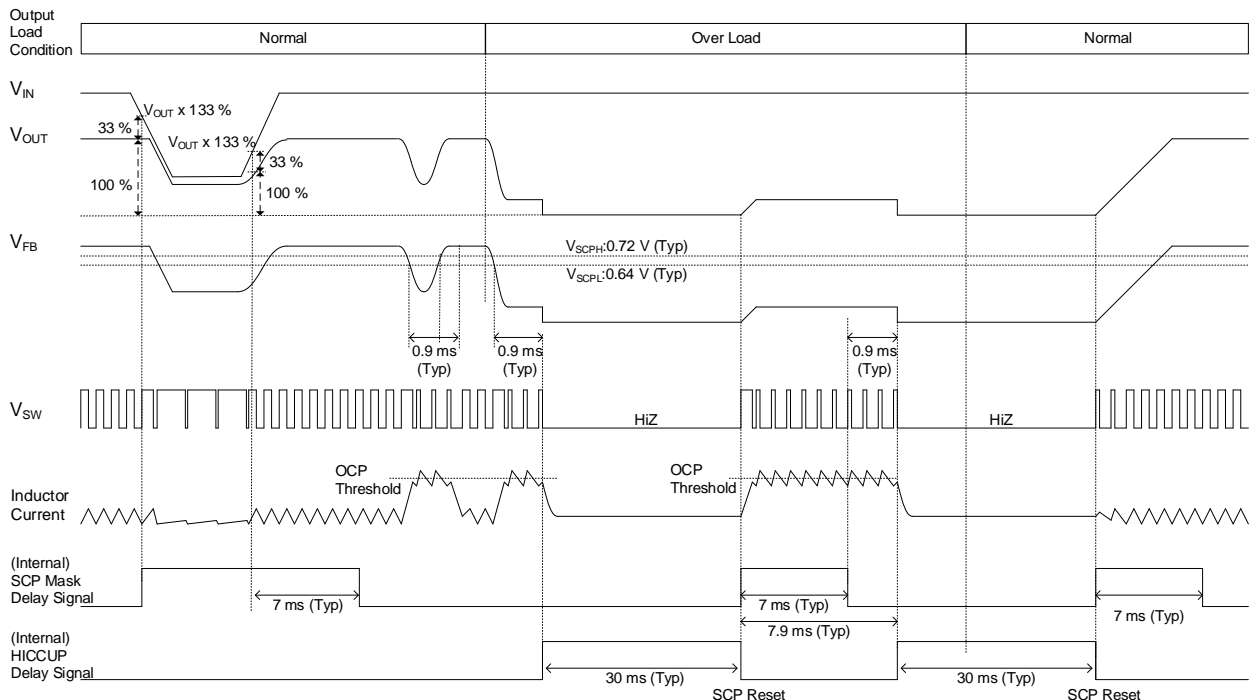 Output
Load
Condition
Normal
Over Load
Normal
VIN
VOUT x 133 %
33 %
VOUT
VOUT x 133 %
33 %
100 %
100 %
VFB
VSCPH:0.72 V (Typ)
VSCPL:0.64 V (Typ)
0.9 ms
(Typ)
0.9 ms
(Typ)
0.9 ms
(Typ)
VSW
HiZ
HiZ
OCP
Threshold
OCP
Threshold
Inductor
Current
(Internal)
SCP Mask
Delay Signal
7 ms (Typ)
7 ms (Typ)
7 ms (Typ)
7.9 ms (Typ)
(Internal)
HICCUP
Delay Signal
30 ms (Typ)
30 ms (Typ)
SCP Reset
SCP Reset